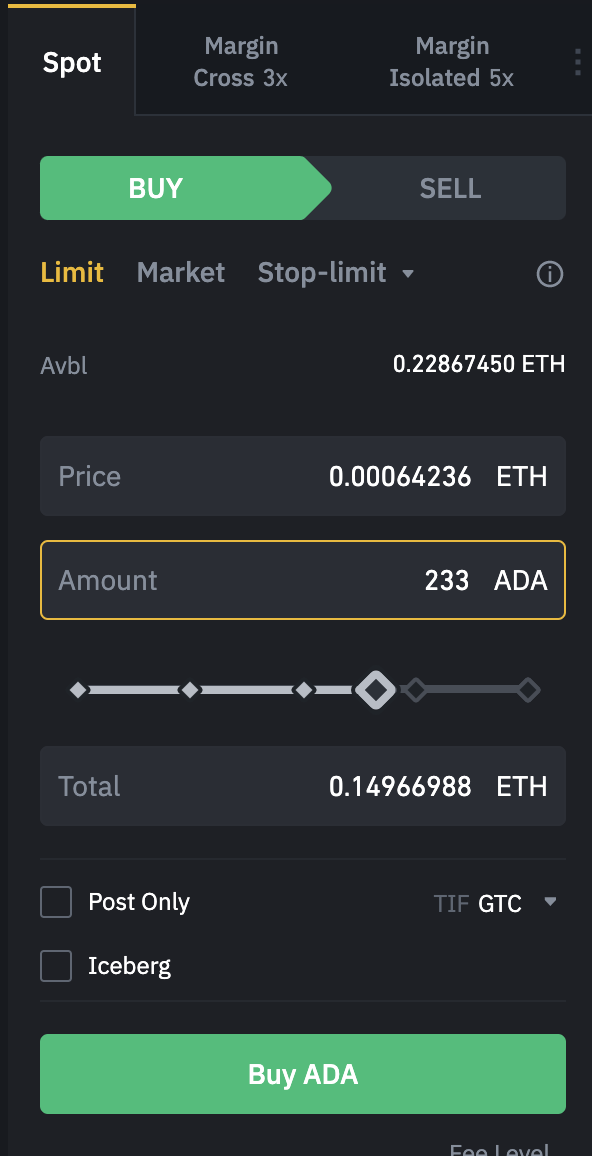 Spot
Margin
Cross 3x
Margin
Isolated 5x
BUY
SELL
Limit Market Stop-limit
Avbl 0.22867450 ETH
Price 0.00064236 ETH
Amount 233 ADA
Total 0.14966988 ETH
Post Only TIF GTC
Iceberg
Buy ADA
Fee Level